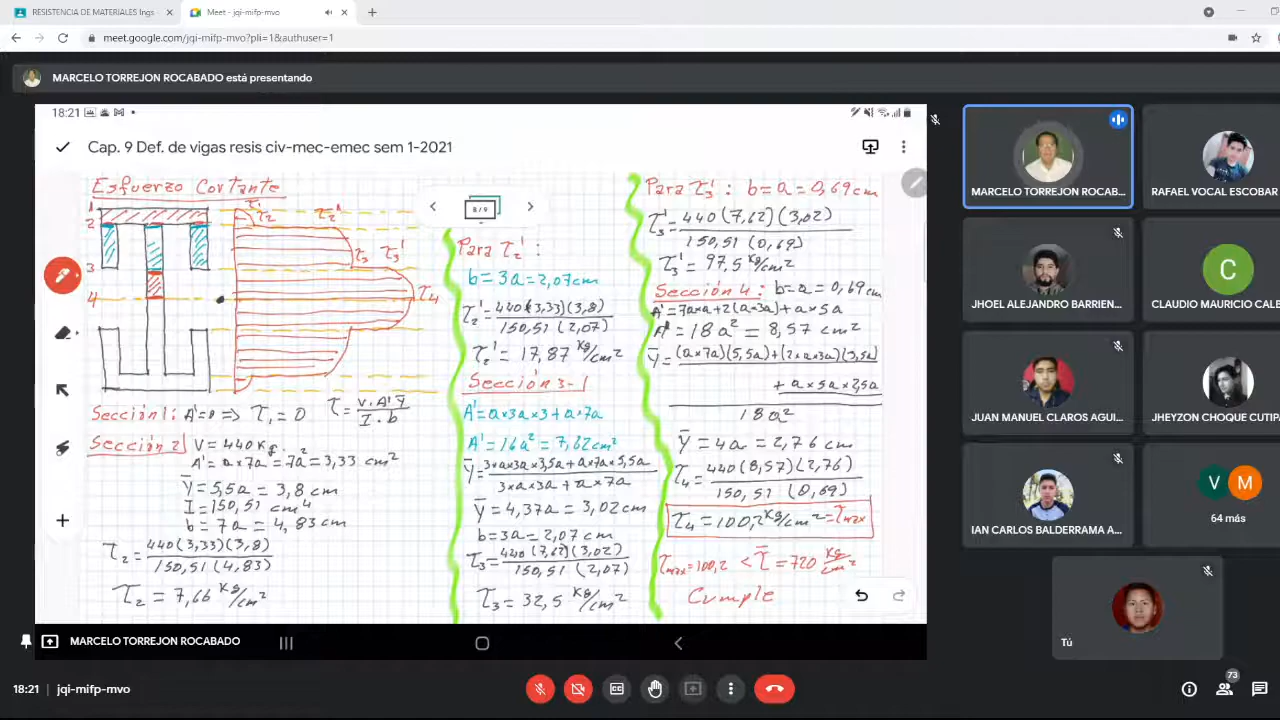 RESISTENCIA DE MATERIALES Ings
Meet - jqi-mifp-mvo
meet.google.com/jqi-mifp-mvo?pli=1&authuser=1
MARCELO TORREJON ROCABADO está presentando
18:21
Cap. 9 Def. de vigas resis civ-mec-emec sem 1-2021
8/9
Esfuerzo Cortante
1
2
3
4
τ1
τ2
τ2'
τ3
τ3'
τ4
Sección 1: A'=0 => τ1 = 0
τ = V.A'ȳ / I.b
Sección 2 V = 440 Kg.
A' = a×7a = 7a² = 3,33 cm²
ȳ = 5,5a = 3,8 cm
I = 150,51 cm⁴
b = 7a = 4,83 cm
τ2 = 440(3,33)(3,8) / 150,51 (4,83)
τ2 = 7,66 Kg/cm²
Para τ2':
b = 3a = 2,07 cm
τ2' = 440(3,33)(3,8) / 150,51 (2,07)
τ2' = 17,87 Kg/cm²
Sección 3-1
A' = a×3a×3 + a×7a
A' = 16a² = 7,62 cm²
ȳ = 3×a×3a×3,5a + a×7a×5,5a / 3×a×3a + a×7a
ȳ = 4,37a = 3,02 cm
b = 3a = 2,07 cm
τ3 = 440(7,62)(3,02) / 150,51 (2,07)
τ3 = 32,5 Kg/cm²
Para τ3': b = a = 0,69 cm
τ3' = 440(7,62)(3,02) / 150,51 (0,69)
τ3' = 97,5 Kg/cm²
Sección 4: b = a = 0,69 cm
A' = 7a×a + 2(a×3a) + a×5a
A' = 18a² = 8,57 cm²
ȳ = (a×7a)(5,5a) + (2×a×3a)(3,5a)
+ a×5a×2,5a
18a²
ȳ = 4a = 2,76 cm
τ4 = 440(8,57)(2,76) / 150,51 (0,69)
τ4 = 100,2 Kg/cm² = τmax
τmax = 100,2 < τ̄ = 720 Kg/cm²
Cumple
MARCELO TORREJON ROCAB...
RAFAEL VOCAL ESCOBAR
JHOEL ALEJANDRO BARRIEN...
C
CLAUDIO MAURICIO CALE
JUAN MANUEL CLAROS AGUI...
JHEYZON CHOQUE CUTIP
IAN CARLOS BALDERRAMA A...
V
M
64 más
Tú
MARCELO TORREJON ROCABADO
18:21 | jqi-mifp-mvo
73